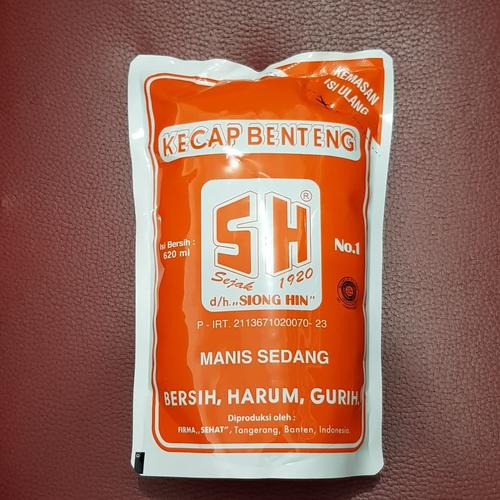 KEMASAN
ISI ULANG
KECAP BENTENG
SH®
Isi Bersih :
620 ml
No.1
Sejak 1920
d/h. „SIONG HIN"
P - IRT. 2113671020070- 23
MANIS SEDANG
BERSIH, HARUM, GURIH.
Diproduksi oleh :
FIRMA „SEHAT", Tangerang, Banten, Indonesia.